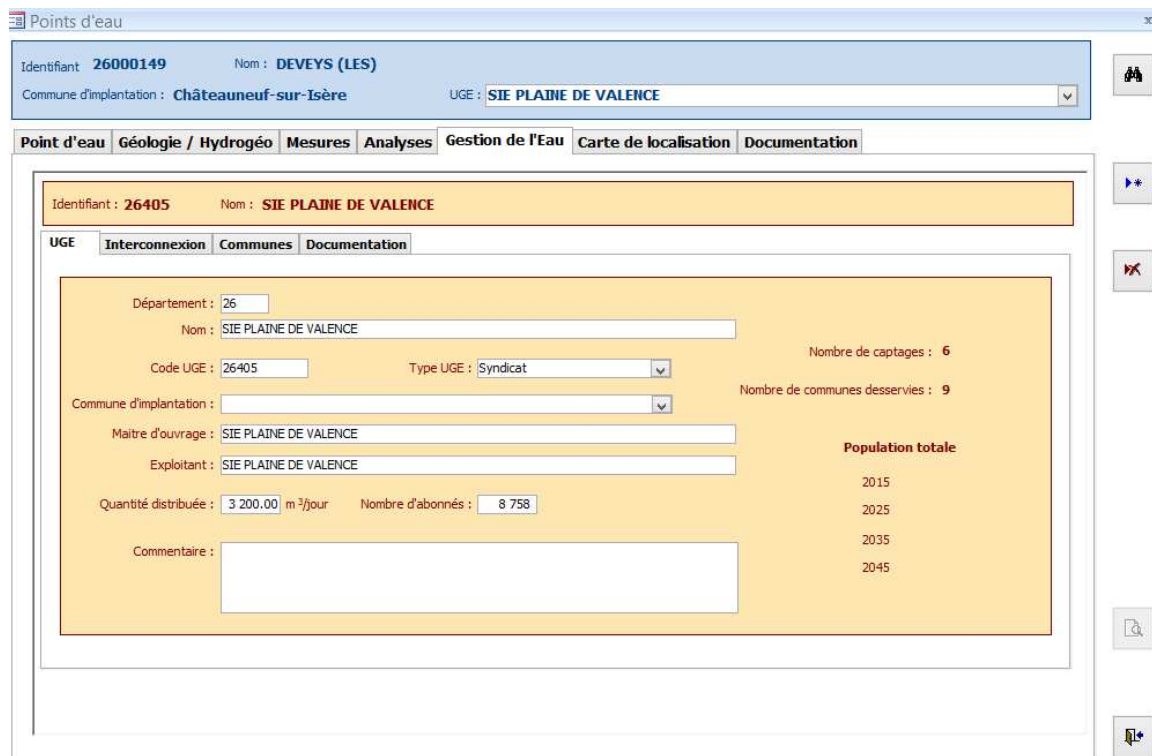 Points d'eau
Identifiant 26000149 Nom : DEVEYS (LES)
Commune d'implantation : Châteauneuf-sur-Isère UGE : SIE PLAINE DE VALENCE
Point d'eau Géologie / Hydrogéo Mesures Analyses Gestion de l'Eau Carte de localisation Documentation
Identifiant : 26405 Nom : SIE PLAINE DE VALENCE
UGE Interconnexion Communes Documentation
Département : 26
Nom : SIE PLAINE DE VALENCE
Nombre de captages : 6
Code UGE : 26405 Type UGE : Syndicat
Nombre de communes desservies : 9
Commune d'implantation :
Maitre d'ouvrage : SIE PLAINE DE VALENCE
Population totale
Exploitant : SIE PLAINE DE VALENCE
2015
Quantité distribuée : 3 200.00 m³/jour Nombre d'abonnés : 8 758
2025
2035
Commentaire :
2045